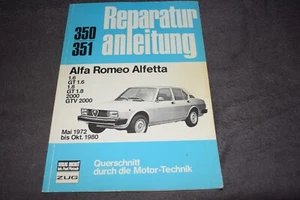 350
351
Reparatur
anleitung
Alfa Romeo Alfetta
1.6
GT 1.6
1.8
GT 1.8
2000
GTV 2000
Mai 1972
bis Okt. 1980
ZUG
Querschnitt
durch die Motor-Technik